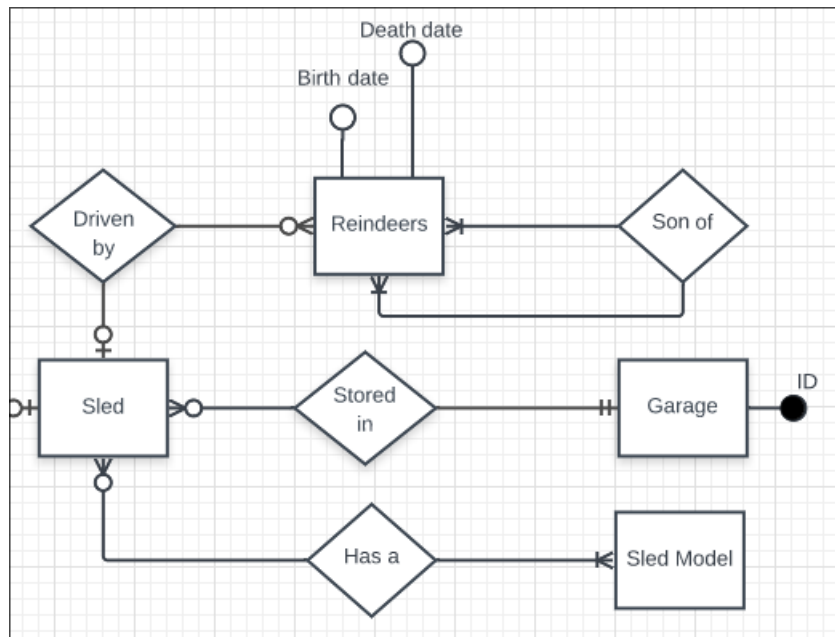 Death date
Birth date
Driven
by
Reindeers
Son of
Sled
Stored
in
Garage
ID
Has a
Sled Model